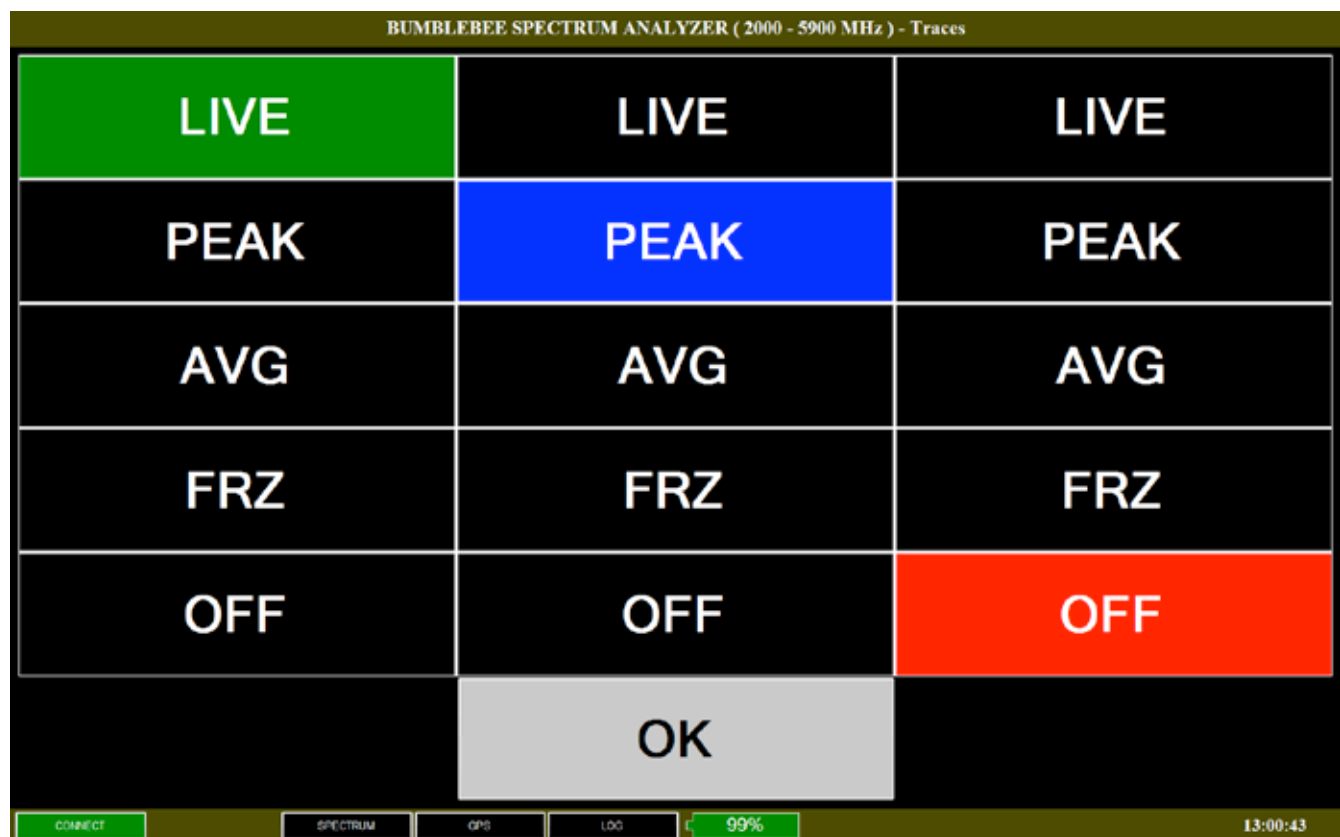 BUMBLEBEE SPECTRUM ANALYZER ( 2000 - 5900 MHz ) - Traces
LIVE LIVE LIVE
PEAK PEAK PEAK
AVG AVG AVG
FRZ FRZ FRZ
OFF OFF OFF
OK
CONNECT SPECTRUM GPS LOG 99% 13:00:43